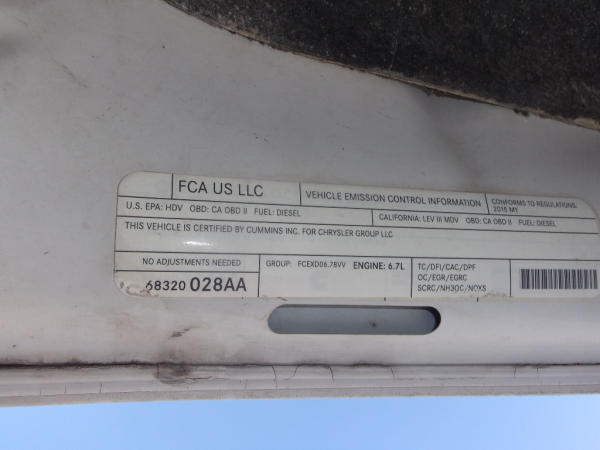 FCA US LLC
VEHICLE EMISSION CONTROL INFORMATION
CONFORMS TO REGULATIONS:
2015 MY
U.S. EPA: HDV OBD: CA OBD II FUEL: DIESEL
CALIFORNIA: LEV III MDV OBD: CA OBD II FUEL: DIESEL
THIS VEHICLE IS CERTIFIED BY CUMMINS INC. FOR CHRYSLER GROUP LLC
NO ADJUSTMENTS NEEDED
68320 028AA
GROUP: FCEXD06.78VV ENGINE: 6.7L
TC/DFI/CAC/DPF
OC/EGR/EGRC
SCRC/NH3OC/NOXS